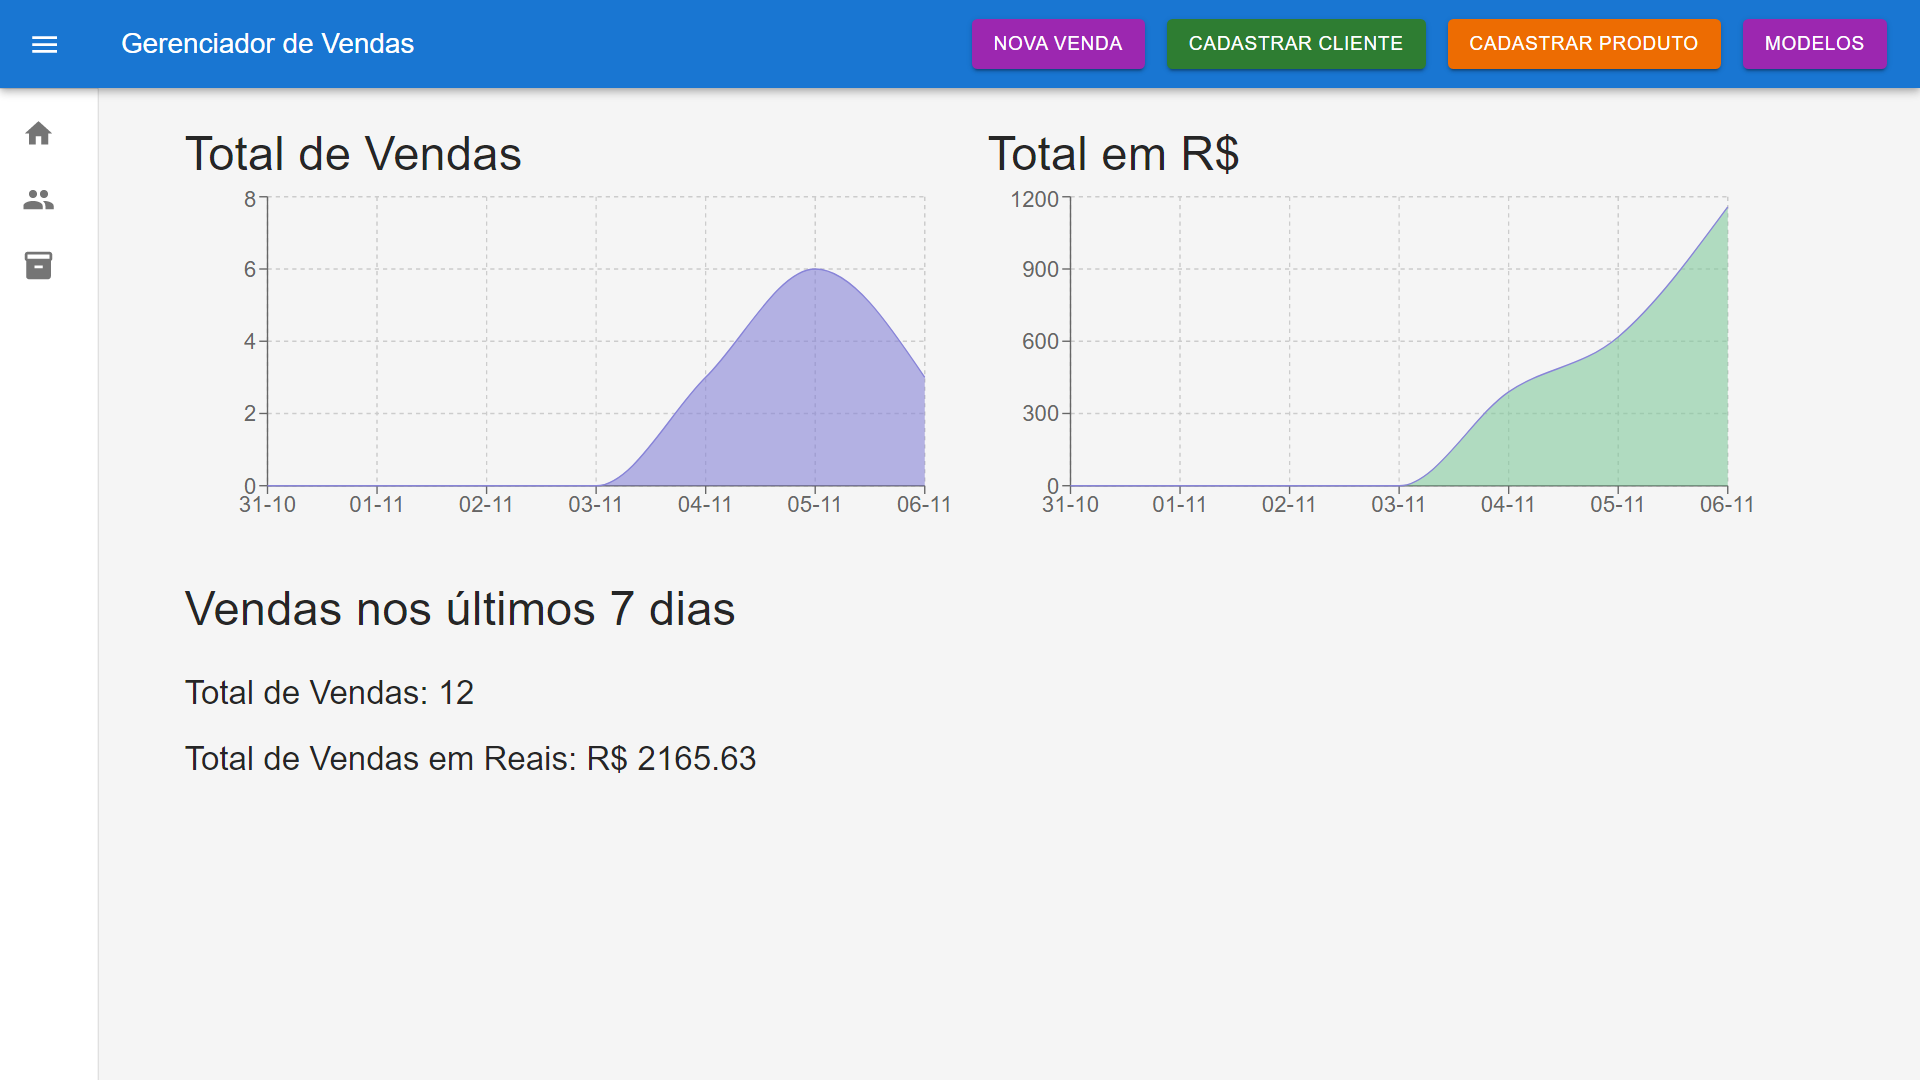 Gerenciador de Vendas
NOVA VENDA
CADASTRAR CLIENTE
CADASTRAR PRODUTO
MODELOS
Total de Vendas
8
6
4
2
0
31-10 01-11 02-11 03-11 04-11 05-11 06-11
Total em R$
1200
900
600
300
0
31-10 01-11 02-11 03-11 04-11 05-11 06-11
Vendas nos últimos 7 dias
Total de Vendas: 12
Total de Vendas em Reais: R$ 2165.63